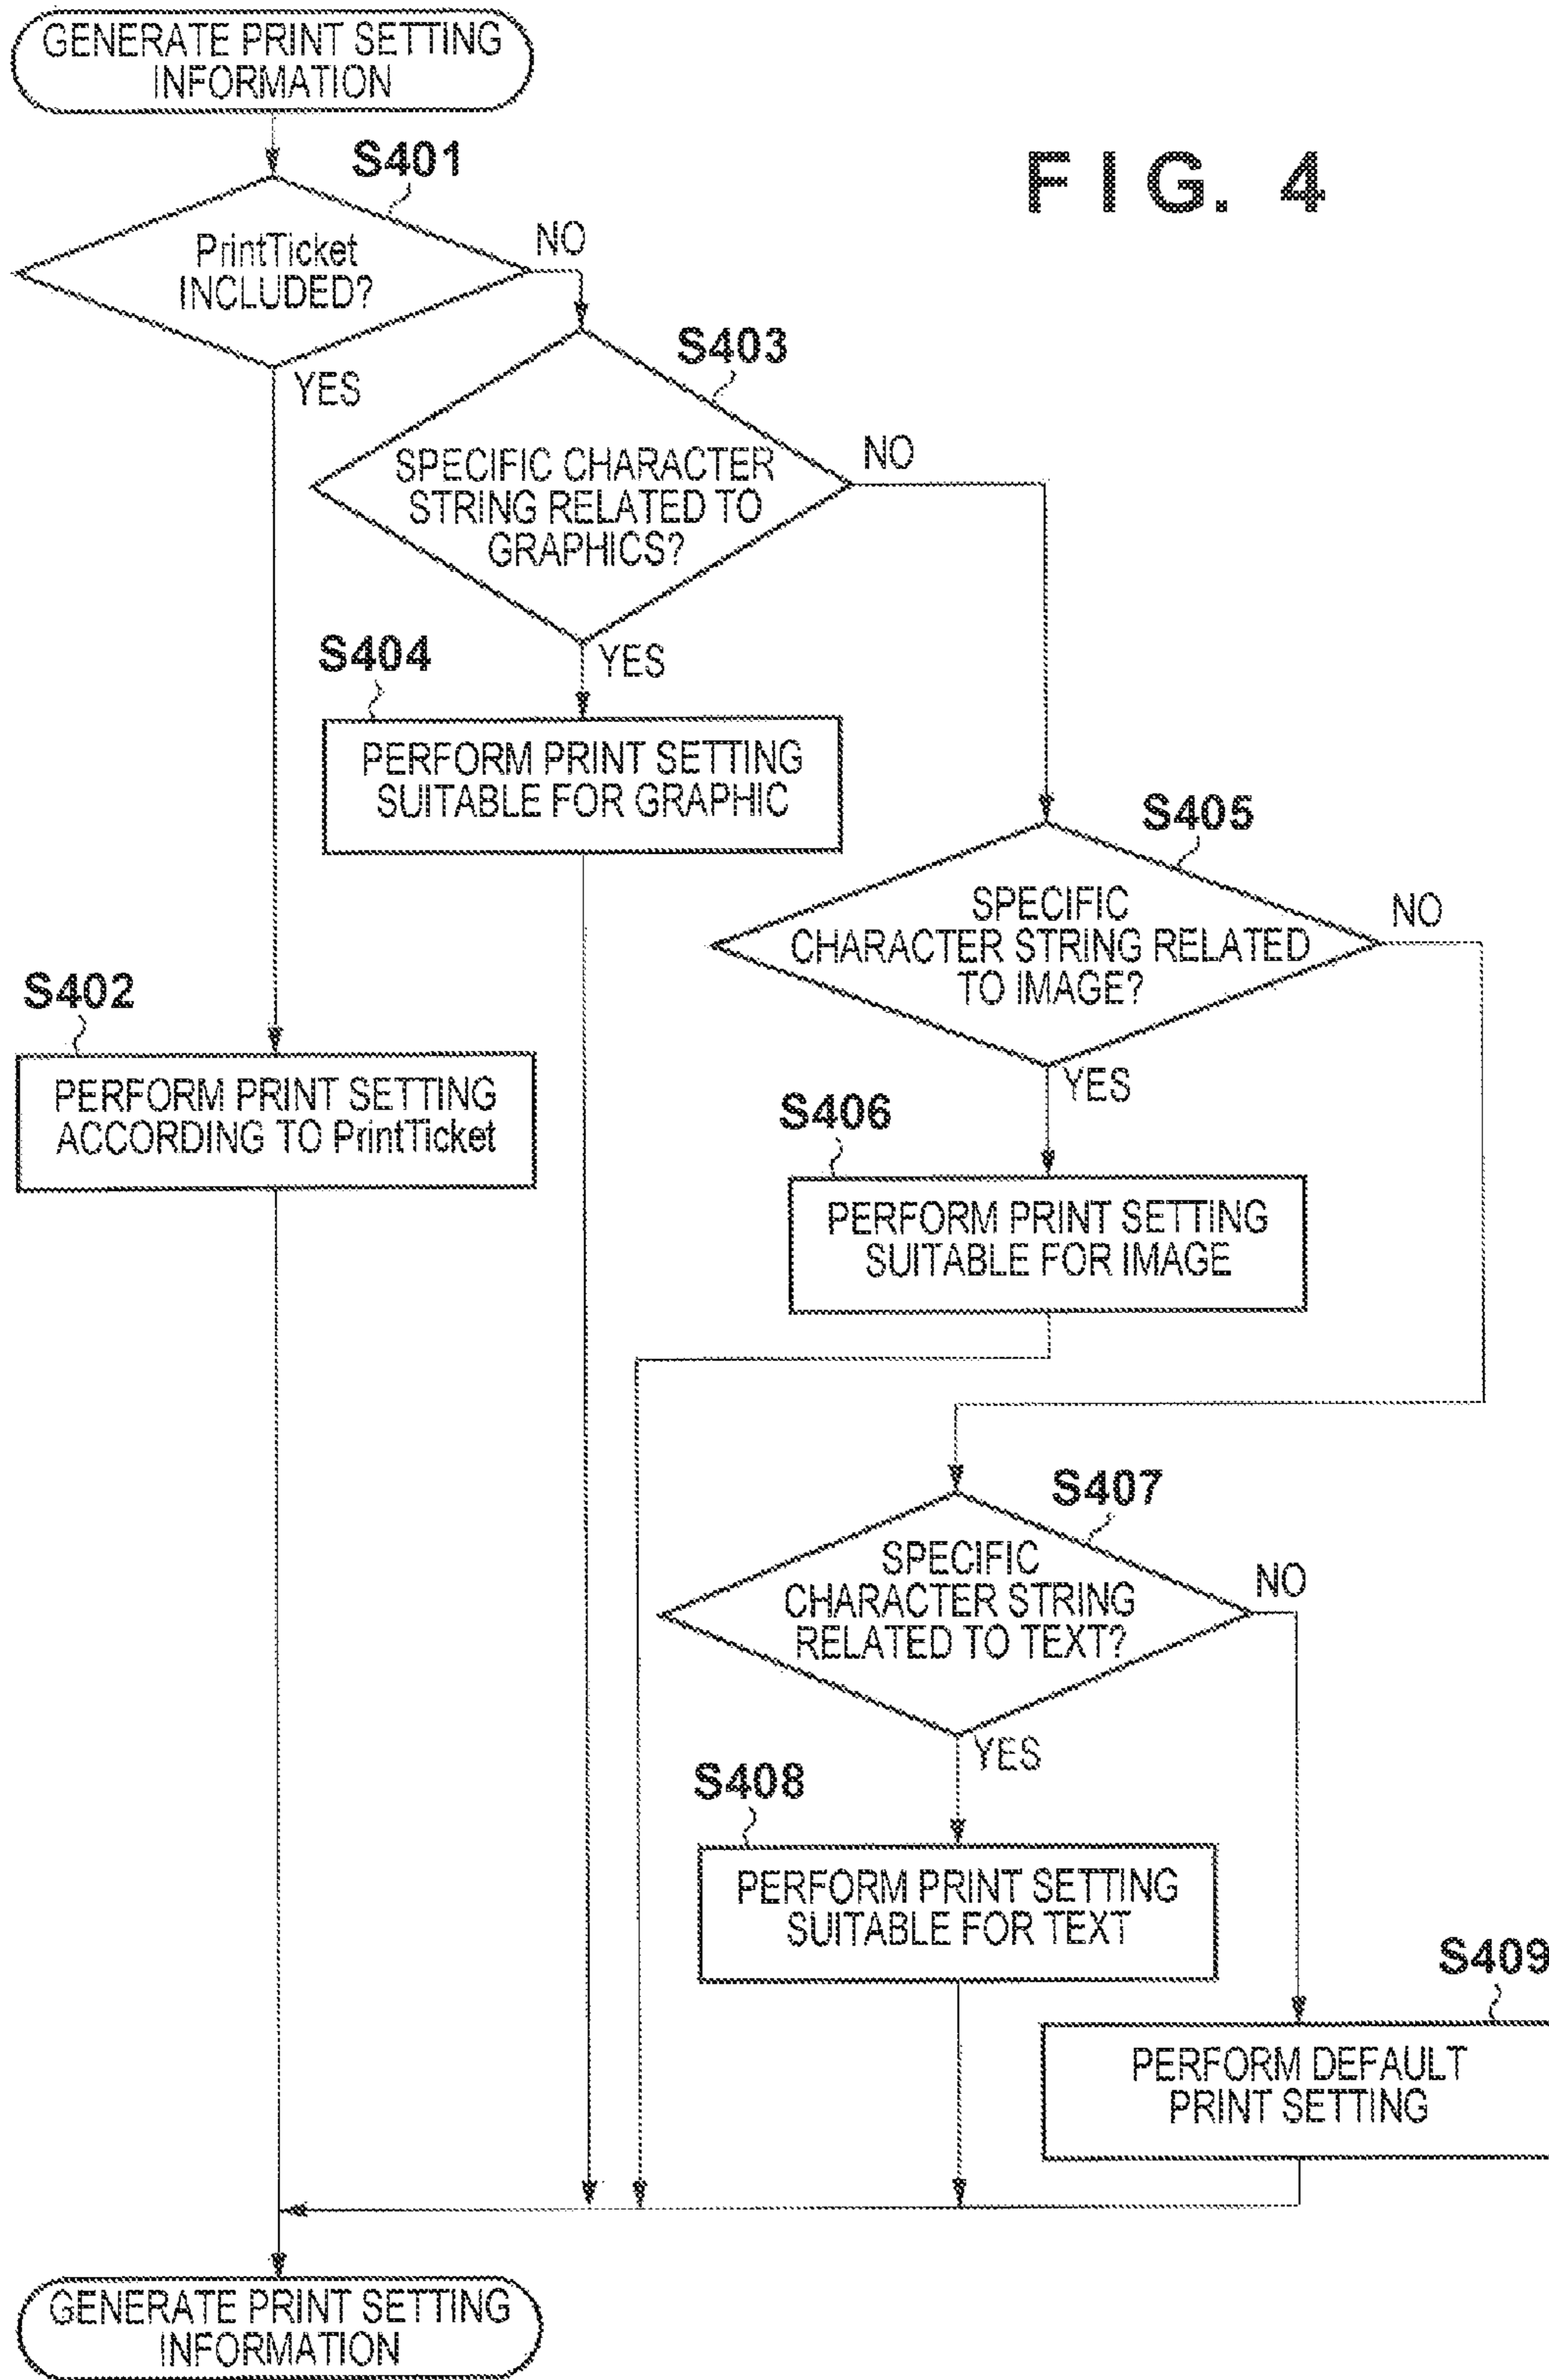 GENERATE PRINT SETTING
INFORMATION
FIG. 4
S401
PrintTicket
INCLUDED?
NO
YES
S403
SPECIFIC CHARACTER
STRING RELATED TO
GRAPHICS?
NO
YES
S404
PERFORM PRINT SETTING
SUITABLE FOR GRAPHIC
S405
SPECIFIC
CHARACTER STRING RELATED
TO IMAGE?
NO
YES
S402
PERFORM PRINT SETTING
ACCORDING TO PrintTicket
S406
PERFORM PRINT SETTING
SUITABLE FOR IMAGE
S407
SPECIFIC
CHARACTER STRING
RELATED TO TEXT?
NO
YES
S408
PERFORM PRINT SETTING
SUITABLE FOR TEXT
S409
PERFORM DEFAULT
PRINT SETTING
GENERATE PRINT SETTING
INFORMATION